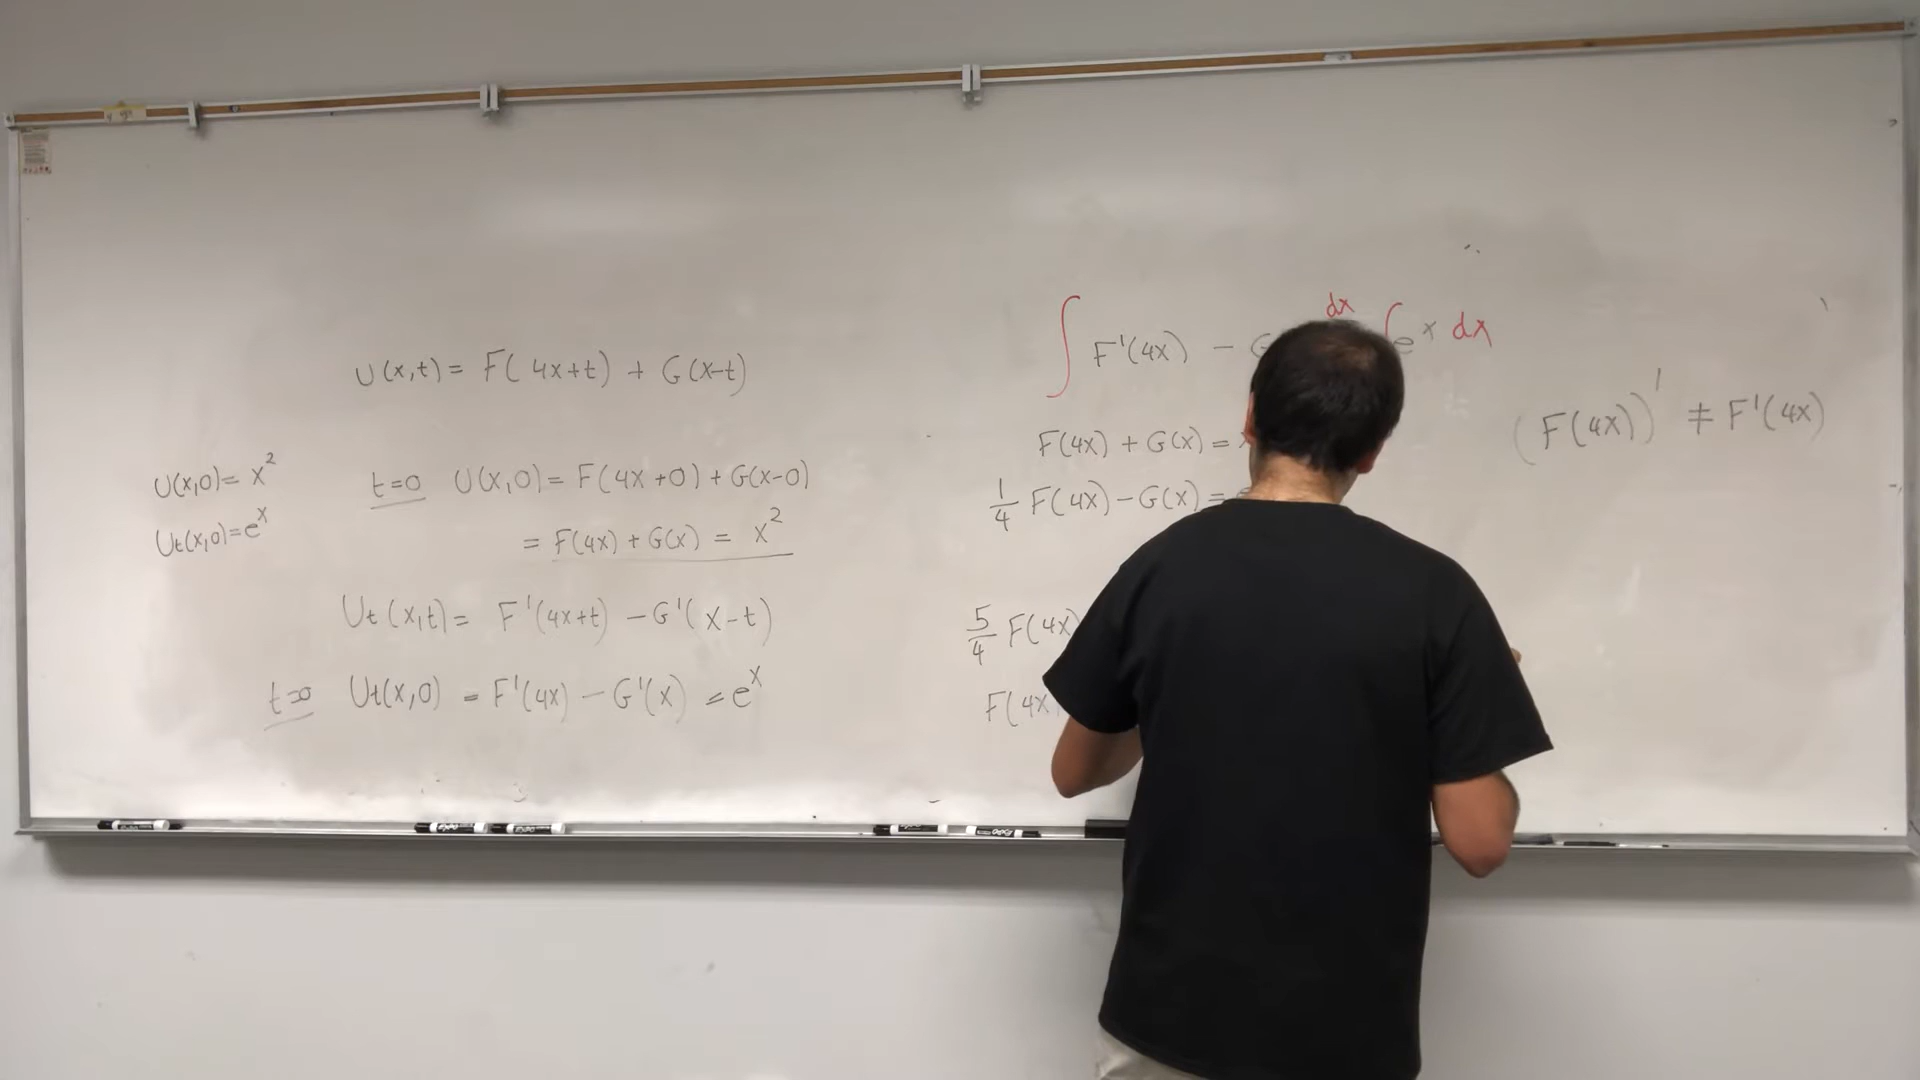 U(x,t) = F(4x+t) + G(x-t)
U(x,0) = x²
Ut(x,0) = e^x
t=0 U(x,0) = F(4x+0) + G(x-0)
= F(4x) + G(x) = x²
Ut(x,t) = F'(4x+t) - G'(x-t)
t=0 Ut(x,0) = F'(4x) - G'(x) = e^x
∫ F'(4x) - G dx ∫ e^x dx
F(4x) + G(x) =
1/4 F(4x) - G(x) =
5/4 F(4x)
F(4x
(F(4x))' ≠ F'(4x)